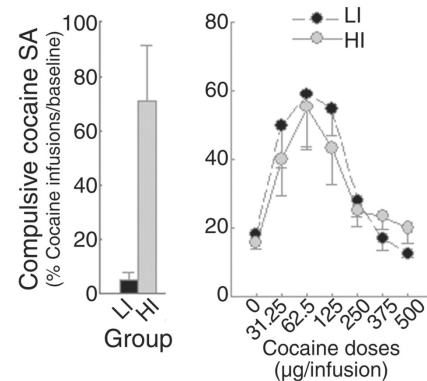 Compulsive cocaine SA
(% Cocaine infusions/baseline)
100
80
60
40
20
0
LI
HI
Group
LI
HI
80
60
40
20
0
0
31.25
62.5
125
250
375
500
Cocaine doses
(µg/infusion)